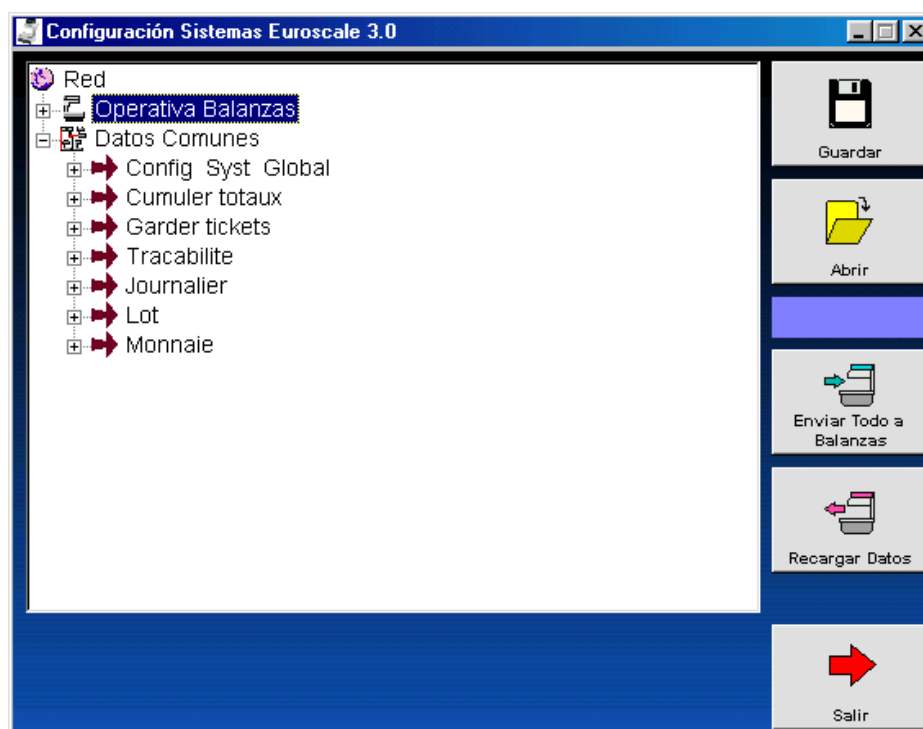 Configuración Sistemas Euroscale 3.0
Red
Operativa Balanzas
Datos Comunes
Config Syst Global
Cumuler totaux
Garder tickets
Tracabilite
Journalier
Lot
Monnaie
Guardar
Abrir
Enviar Todo a
Balanzas
Recargar Datos
Salir